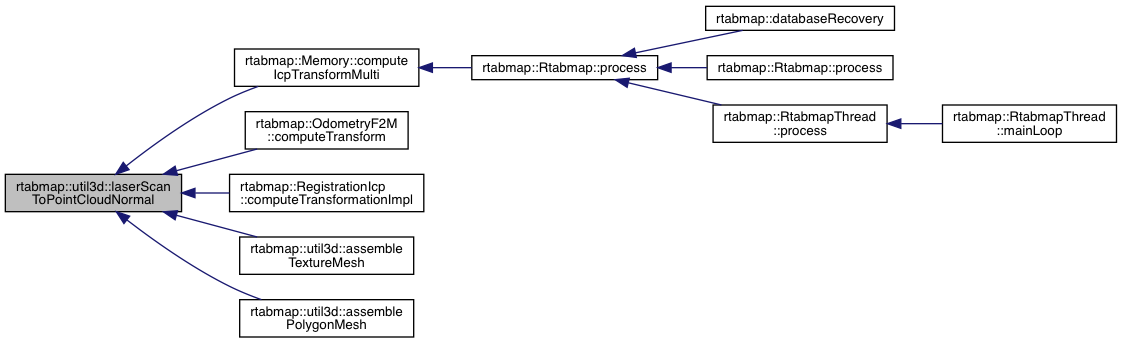 rtabmap::util3d::laserScan
ToPointCloudNormal
rtabmap::Memory::compute
IcpTransformMulti
rtabmap::OdometryF2M
::computeTransform
rtabmap::RegistrationIcp
::computeTransformationImpl
rtabmap::util3d::assemble
TextureMesh
rtabmap::util3d::assemble
PolygonMesh
rtabmap::Rtabmap::process
rtabmap::databaseRecovery
rtabmap::Rtabmap::process
rtabmap::RtabmapThread
::process
rtabmap::RtabmapThread
::mainLoop